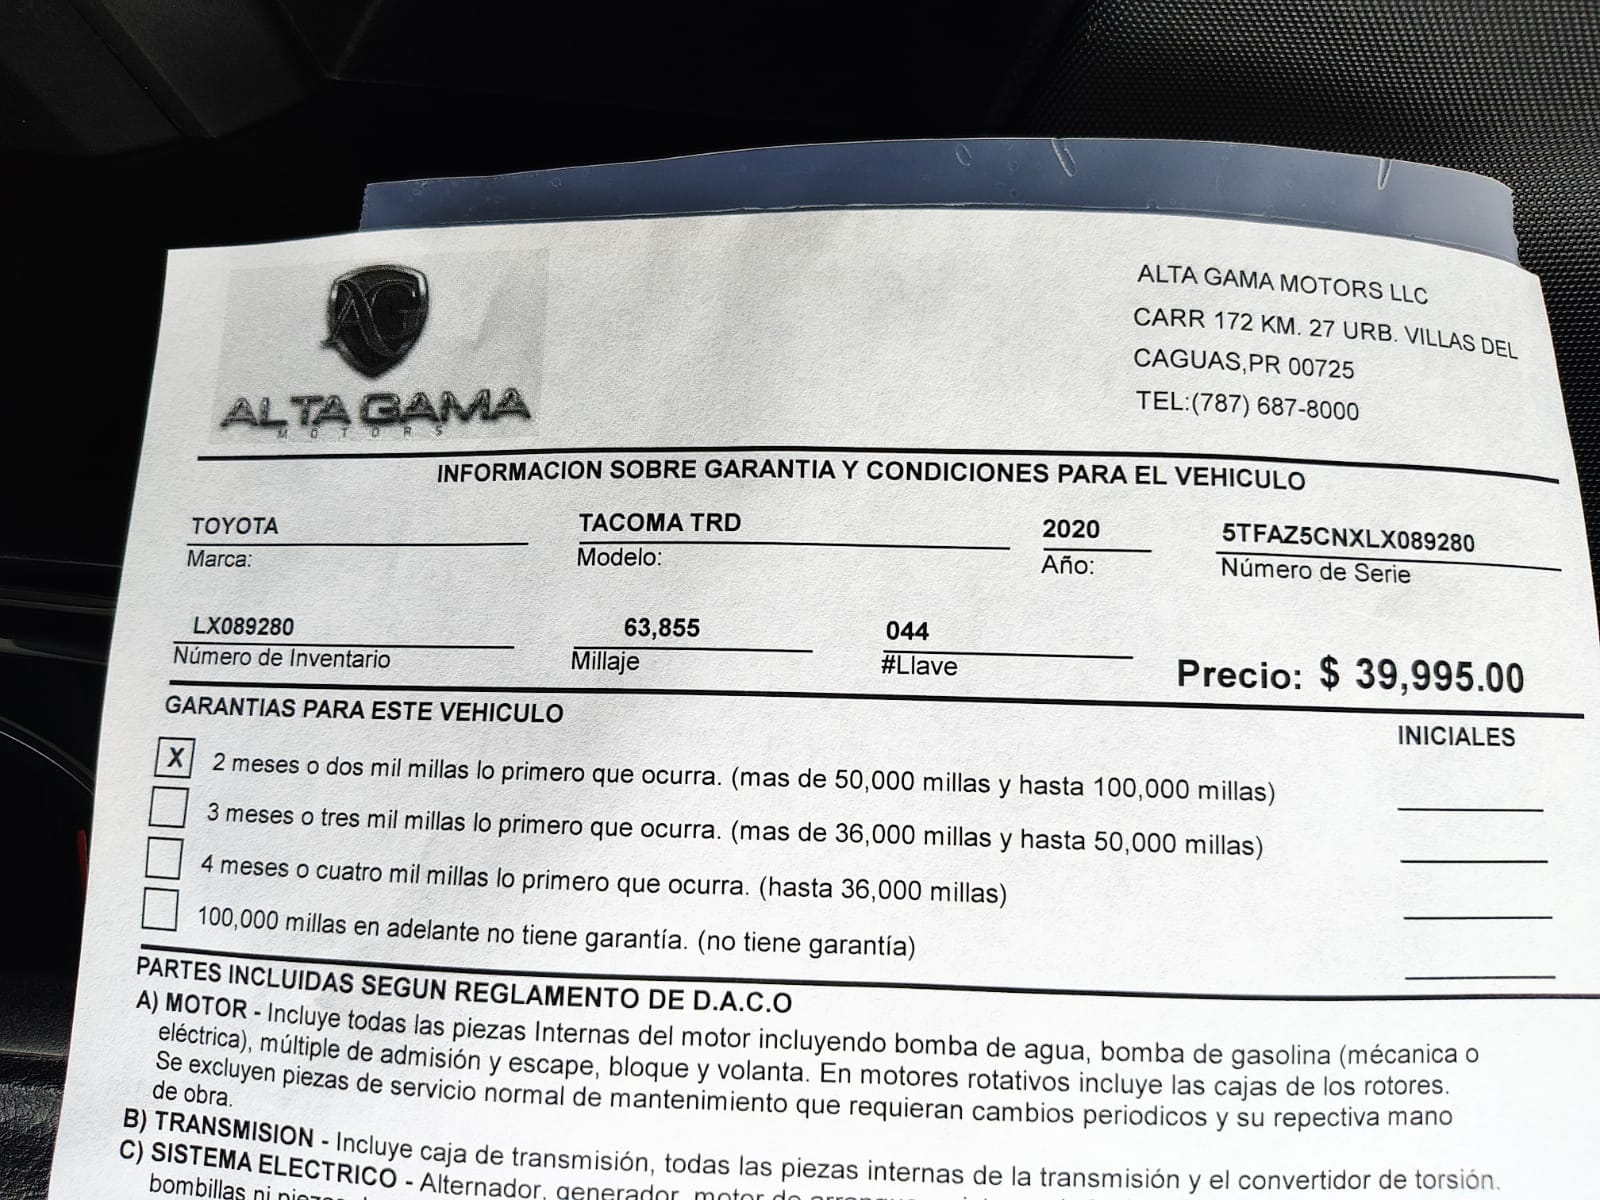 AG
ALTA GAMA
MOTORS
ALTA GAMA MOTORS LLC
CARR 172 KM. 27 URB. VILLAS DEL
CAGUAS,PR 00725
TEL:(787) 687-8000
INFORMACION SOBRE GARANTIA Y CONDICIONES PARA EL VEHICULO
TOYOTA TACOMA TRD 2020 5TFAZ5CNXLX089280
Marca: Modelo: Año: Número de Serie
LX089280 63,855 044
Número de Inventario Millaje #Llave Precio: $ 39,995.00
GARANTIAS PARA ESTE VEHICULO INICIALES
X 2 meses o dos mil millas lo primero que ocurra. (mas de 50,000 millas y hasta 100,000 millas)
3 meses o tres mil millas lo primero que ocurra. (mas de 36,000 millas y hasta 50,000 millas)
4 meses o cuatro mil millas lo primero que ocurra. (hasta 36,000 millas)
100,000 millas en adelante no tiene garantía. (no tiene garantía)
PARTES INCLUIDAS SEGUN REGLAMENTO DE D.A.C.O
A) MOTOR - Incluye todas las piezas Internas del motor incluyendo bomba de agua, bomba de gasolina (mécanica o
eléctrica), múltiple de admisión y escape, bloque y volanta. En motores rotativos incluye las cajas de los rotores.
Se excluyen piezas de servicio normal de mantenimiento que requieran cambios periodicos y su repectiva mano
de obra.
B) TRANSMISION - Incluye caja de transmisión, todas las piezas internas de la transmisión y el convertidor de torsión.
C) SISTEMA ELECTRICO - Alternador, generador, motor de
bombillas ni